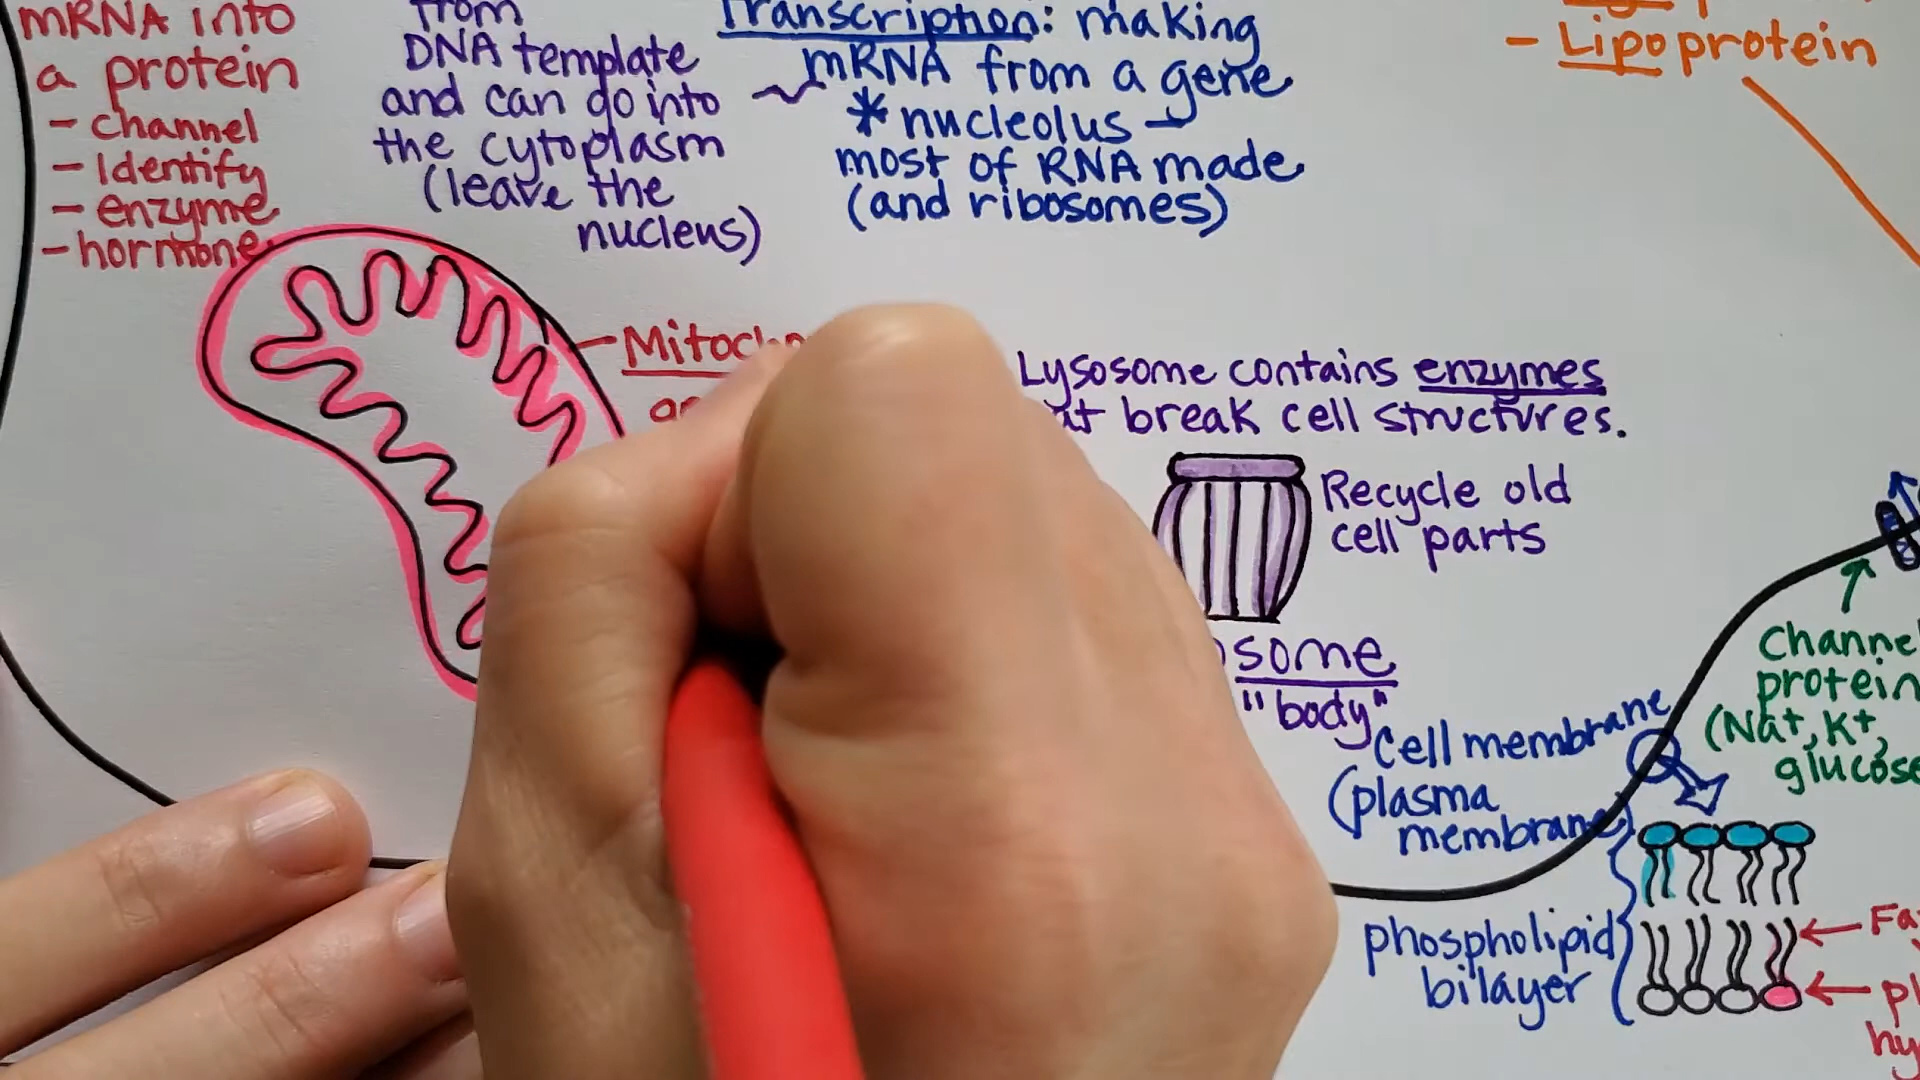 mRNA into
a protein
- channel
- Identify
- enzyme
- hormone
from
DNA template
and can go into
the cytoplasm
(leave the
nucleus)
Transcription: making
mRNA from a gene
* nucleolus -
most of RNA made
(and ribosomes)
- Lipoprotein
Lysosome contains enzymes
break cell structures.
Recycle old
cell parts
some
"body"
Cell membrane
(plasma
membrane)
Channel
protein
(Na+, K+,
glucose
phospholipid
bilayer